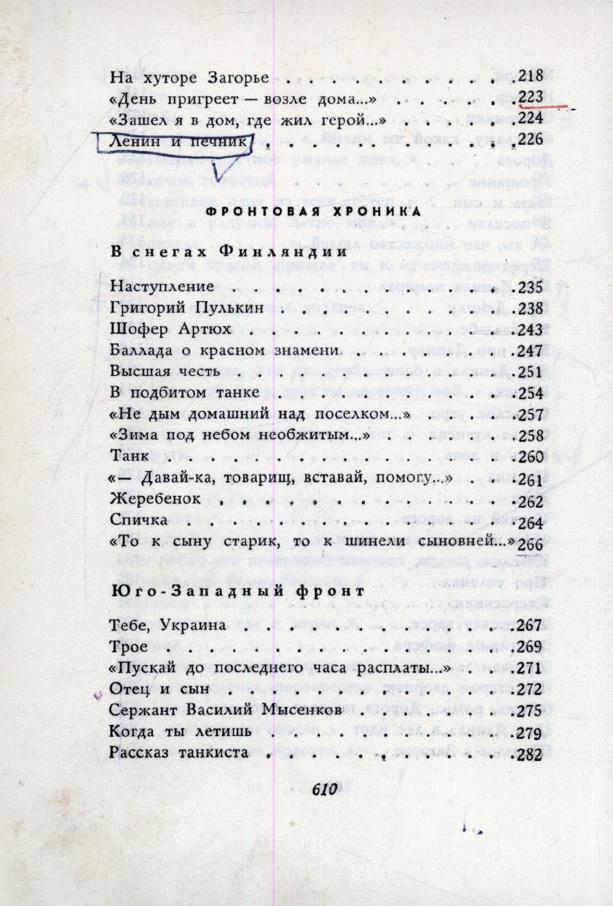 На хуторе Загорье . . . . . . . . . . 218
«День пригреет — возле дома...» . . . . . . 223
«Зашел я в дом, где жил герой...» . . . . . . 224
Ленин и печник . . . . . . . . . . . 226
ФРОНТОВАЯ ХРОНИКА
В снегах Финляндии
Наступление . . . . . . . . . . . . 235
Григорий Пулькин . . . . . . . . . . 238
Шофер Артюх . . . . . . . . . . . . 243
Баллада о красном знамени . . . . . . . 247
Высшая честь . . . . . . . . . . . . 251
В подбитом танке . . . . . . . . . . 254
«Не дым домашний над поселком...» . . . . . 257
«Зима под небом необжитым...» . . . . . . 258
Танк . . . . . . . . . . . . . . . 260
«— Давай-ка, товарищ, вставай, помогу...» . . . 261
Жеребенок . . . . . . . . . . . . . 262
Спичка . . . . . . . . . . . . . . 264
«То к сыну старик, то к шинели сыновней...» 266
Юго-Западный фронт
Тебе, Украина . . . . . . . . . . . . 267
Трое . . . . . . . . . . . . . . . 269
«Пускай до последнего часа расплаты...» . . . 271
Отец и сын . . . . . . . . . . . . . 272
Сержант Василий Мысенков . . . . . . . 275
Когда ты летишь . . . . . . . . . . . 279
Рассказ танкиста . . . . . . . . . . . 282
610